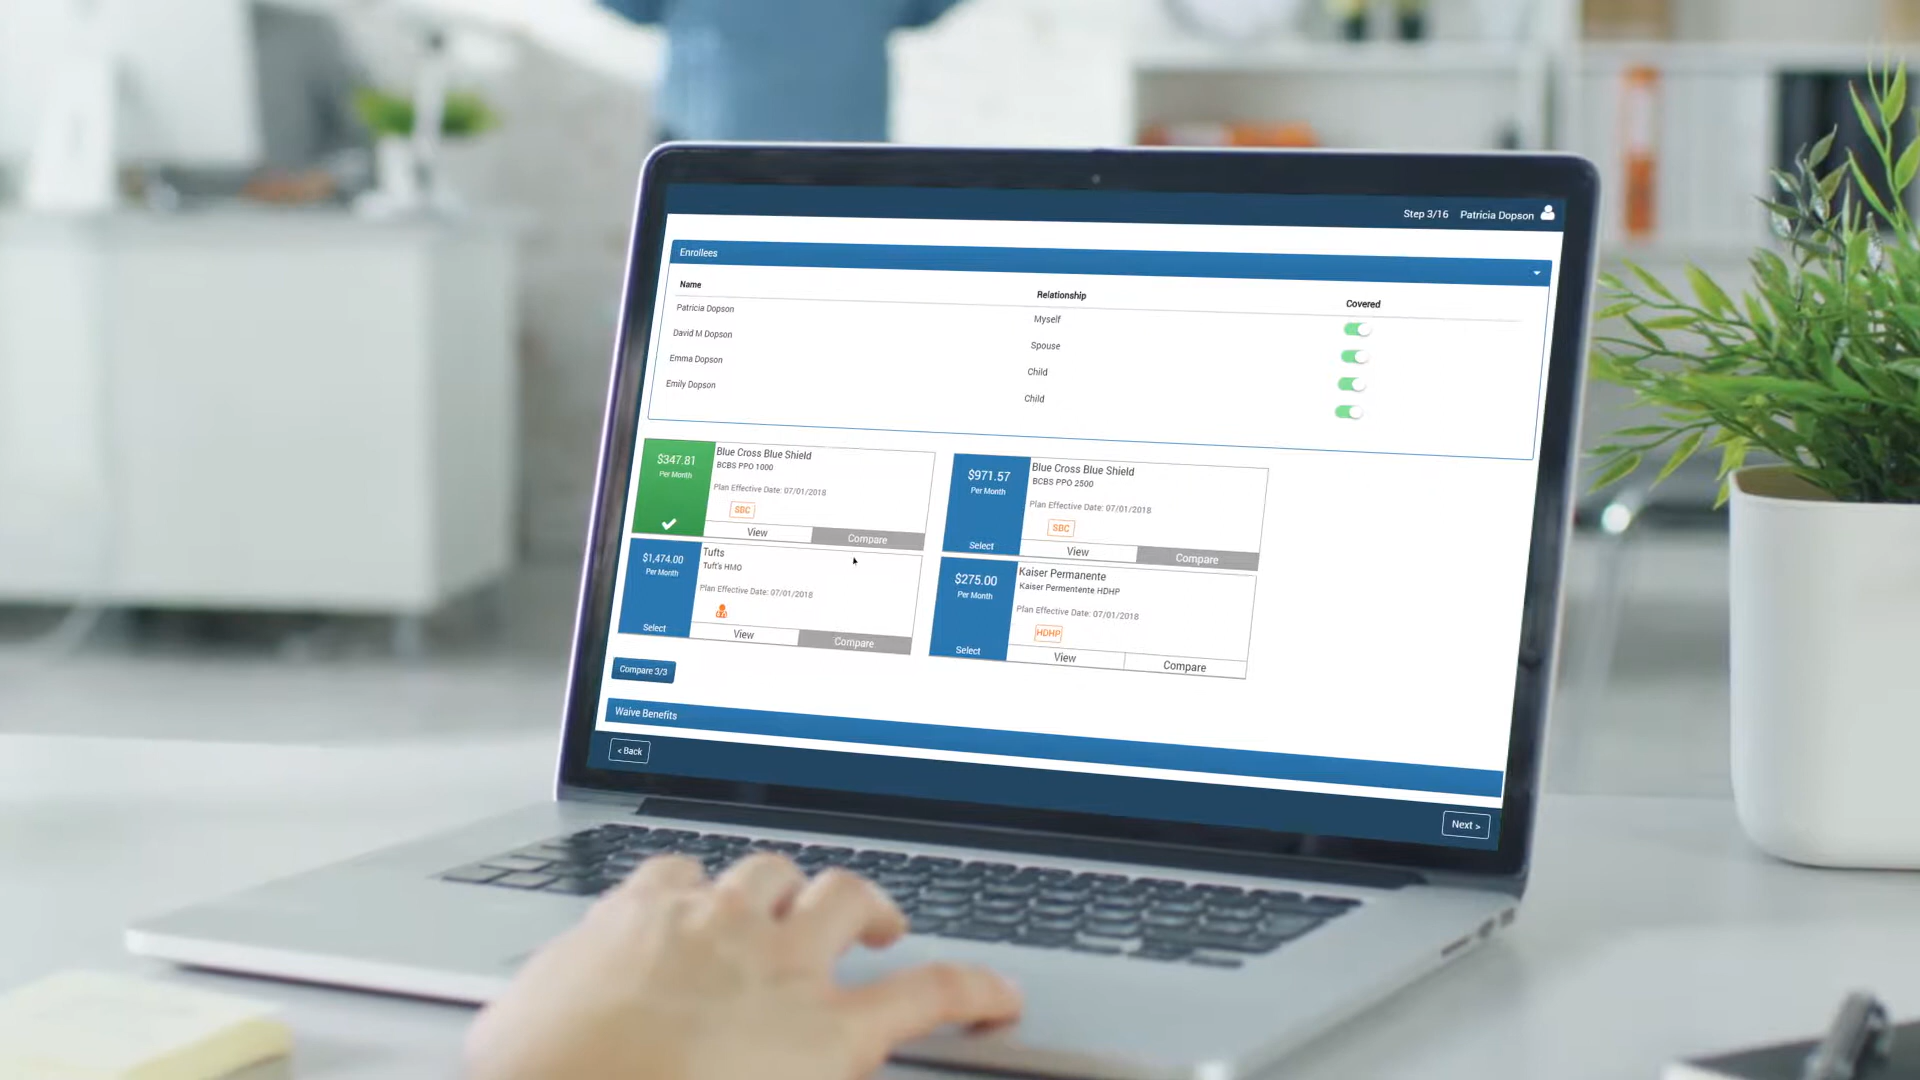 Step 3/16 Patricia Dopson
Enrollees
Name Relationship Covered
Patricia Dopson Myself
David M Dopson Spouse
Emma Dopson Child
Emily Dopson Child
$347.81
Per Month
Blue Cross Blue Shield
BCBS PPO 1000
Plan Effective Date: 07/01/2018
SBC
View Compare
$971.57
Per Month
Select
Blue Cross Blue Shield
BCBS PPO 2500
Plan Effective Date: 07/01/2018
SBC
View Compare
$1,474.00
Per Month
Select
Tufts
Tuft's HMO
Plan Effective Date: 07/01/2018
View Compare
$275.00
Per Month
Select
Kaiser Permanente
Kaiser Permentente HDHP
Plan Effective Date: 07/01/2018
HDHP
View Compare
Compare 3/3
Waive Benefits
< Back
Next >